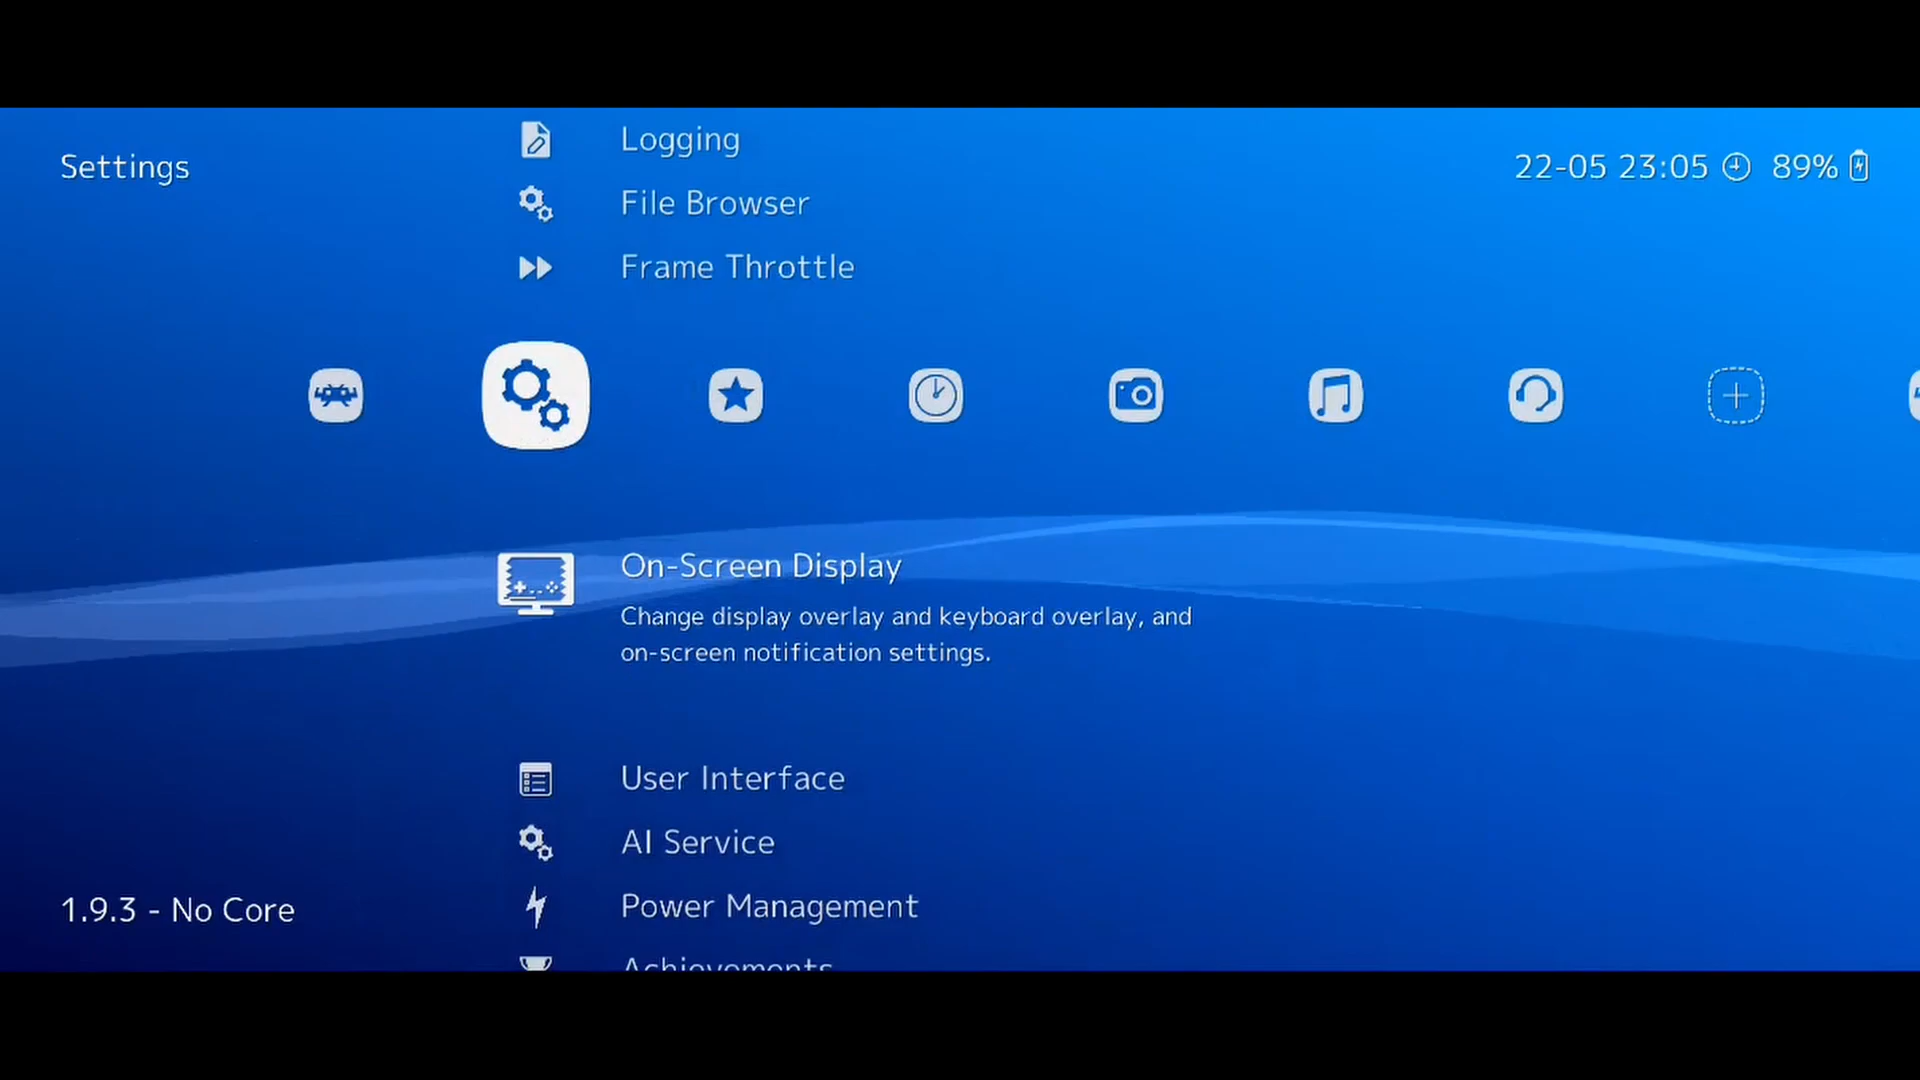 Settings
Logging
File Browser
Frame Throttle
22-05 23:05 89%
On-Screen Display
Change display overlay and keyboard overlay, and
on-screen notification settings.
User Interface
AI Service
Power Management
Achievements
1.9.3 - No Core